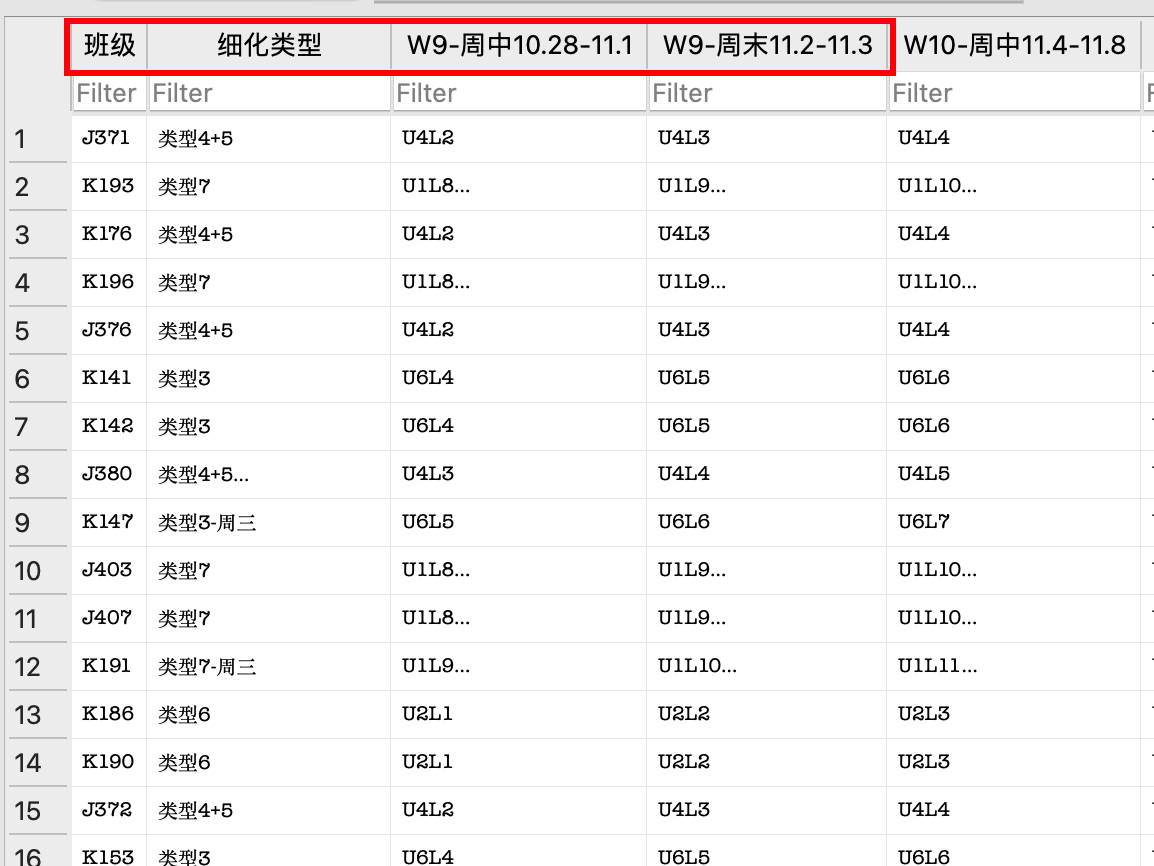 班级 细化类型 W9-周中10.28-11.1 W9-周末11.2-11.3 W10-周中11.4-11.8
Filter Filter Filter Filter Filter
1 J371 类型4+5 U4L2 U4L3 U4L4
2 K193 类型7 U1L8... U1L9... U1L10...
3 K176 类型4+5 U4L2 U4L3 U4L4
4 K196 类型7 U1L8... U1L9... U1L10...
5 J376 类型4+5 U4L2 U4L3 U4L4
6 K141 类型3 U6L4 U6L5 U6L6
7 K142 类型3 U6L4 U6L5 U6L6
8 J380 类型4+5... U4L3 U4L4 U4L5
9 K147 类型3-周三 U6L5 U6L6 U6L7
10 J403 类型7 U1L8... U1L9... U1L10...
11 J407 类型7 U1L8... U1L9... U1L10...
12 K191 类型7-周三 U1L9... U1L10... U1L11...
13 K186 类型6 U2L1 U2L2 U2L3
14 K190 类型6 U2L1 U2L2 U2L3
15 J372 类型4+5 U4L2 U4L3 U4L4
16 K153 类型3 U6L4 U6L5 U6L6